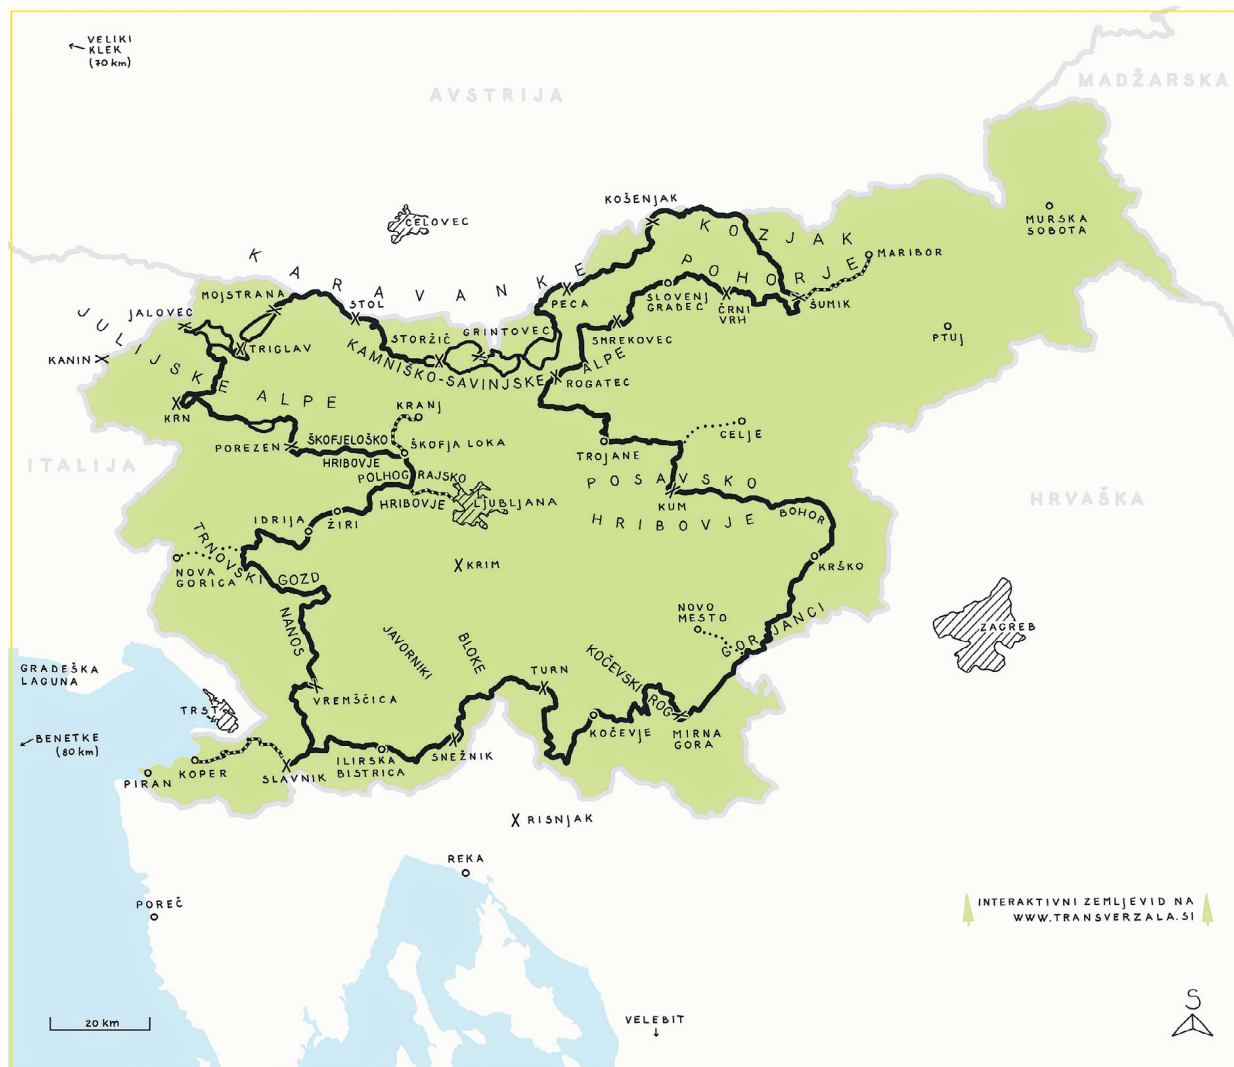 VELIKI
KLEK
(70 km)
AVSTRIJA
MADŽARSKA
KOŠENJAK
CELOVEC
KOZJAK
MURSKA
SOBOTA
KARAVANKE
POHORJE
MARIBOR
MOJSTRANA
STOL
PECA
SLOVENJ
GRADEC
ČRNI
VRH
ŠUMIK
JALOVEC
JULIJSKE ALPE
STORŽIČ
GRINTOVEC
SMREKOVEC
PTUJ
KANIN
TRIGLAV
KAMNIŠKO-SAVINJSKE ALPE
ROGATEC
KRN
KRANJ
CELJE
POREZEN
ŠKOFJELOŠKO
HRIBOVJE
ŠKOFJA LOKA
TROJANE
ITALIJA
POLHOGRAJSKO
HRIBOVJE
LJUBLJANA
POSAVSKO
HRIBOVJE
KUM
BOHOR
HRVAŠKA
IDRIJA
ŽIRI
TRNOVSKI GOZD
NOVA
GORICA
KRIM
KRŠKO
NANOS
JAVORNIKI
BLOKE
NOVO
MESTO
GORJANCI
ZAGREB
GRADEŠKA
LAGUNA
KOČEVSKI
ROG
TURN
TRST
VREMŠČICA
BENETKE
(80 km)
KOČEVJE
MIRNA
GORA
KOPER
SLAVNIK
ILIRSKA
BISTRICA
SNEŽNIK
PIRAN
RISNJAK
REKA
POREČ
INTERAKTIVNI ZEMLJEVID NA
WWW.TRANSVERZALA.SI
20 km
VELEBIT
S